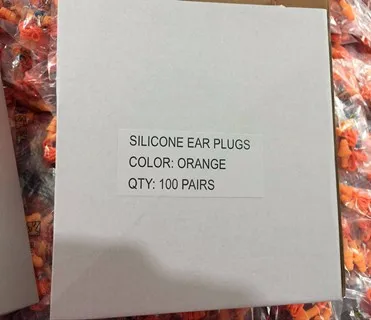 SILICONE EAR PLUGS
COLOR: ORANGE
QTY: 100 PAIRS